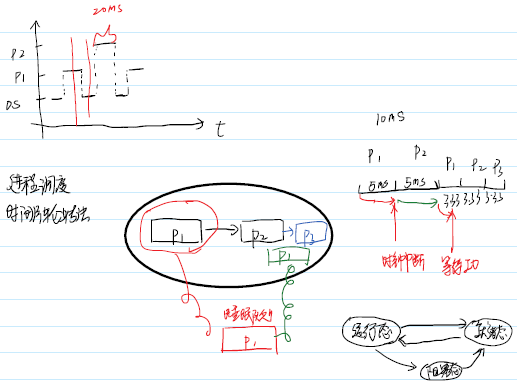 20ms
P2
P1
OS
t
10ms
P1 P2 P1 P2 P3
5ms 5ms 3.33 3.33 3.33
进程调度
时间片轮转法
P1 P2 P3
P1
时钟中断 等待IO
睡眠队列
P1
运行态 就绪态
阻塞态